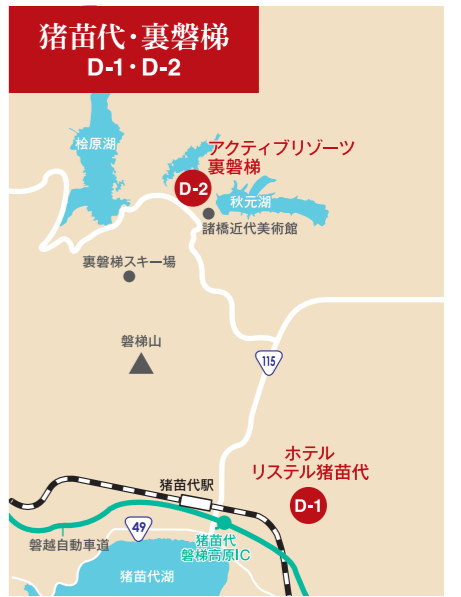 猪苗代・裏磐梯
D-1・D-2
桧原湖
アクティブリゾーツ
裏磐梯
D-2
秋元湖
諸橋近代美術館
裏磐梯スキー場
磐梯山
115
ホテル
リステル猪苗代
D-1
猪苗代駅
49
猪苗代
磐梯高原IC
磐越自動車道
猪苗代湖